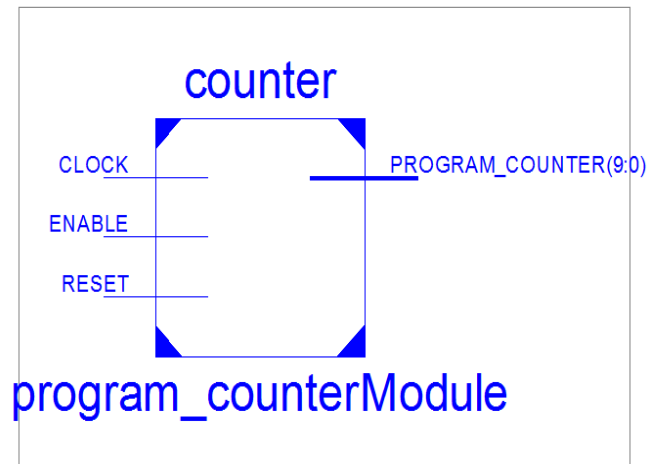 counter
CLOCK
PROGRAM_COUNTER(9:0)
ENABLE
RESET
program_counterModule